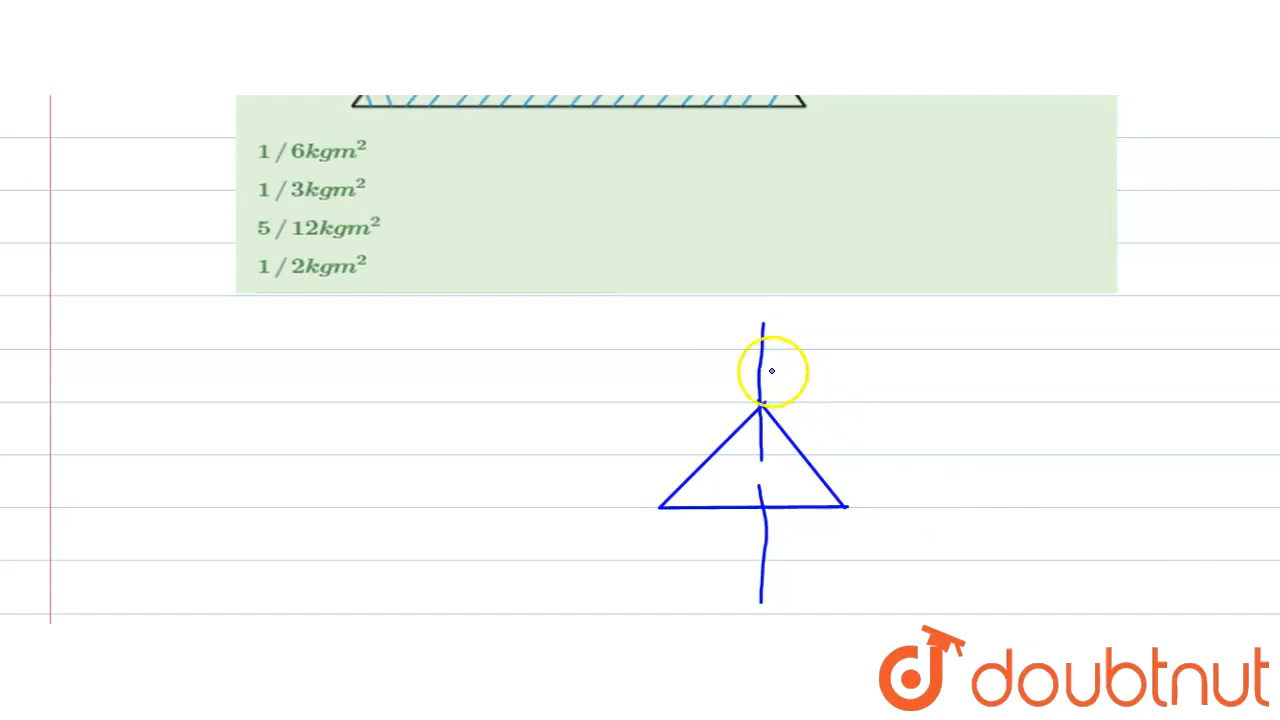 1 / 6kgm²
1 / 3kgm²
5 / 12kgm²
1 / 2kgm²
doubtnut